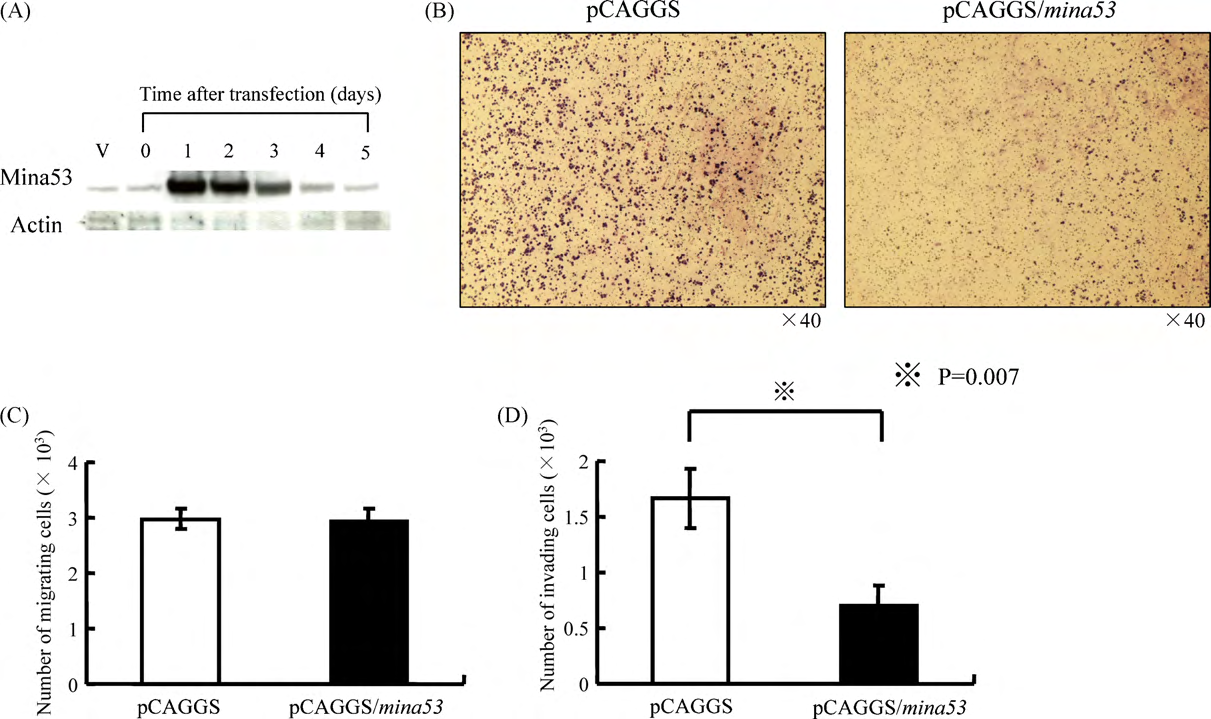 (A)
Time after transfection (days)
V 0 1 2 3 4 5
Mina53
Actin
(B)
pCAGGS
pCAGGS/mina53
×40
×40
(C)
Number of migrating cells (× 10³)
4
3
2
1
0
pCAGGS
pCAGGS/mina53
(D)
※ P=0.007
※
Number of invading cells (×10³)
2
1.5
1
0.5
0
pCAGGS
pCAGGS/mina53